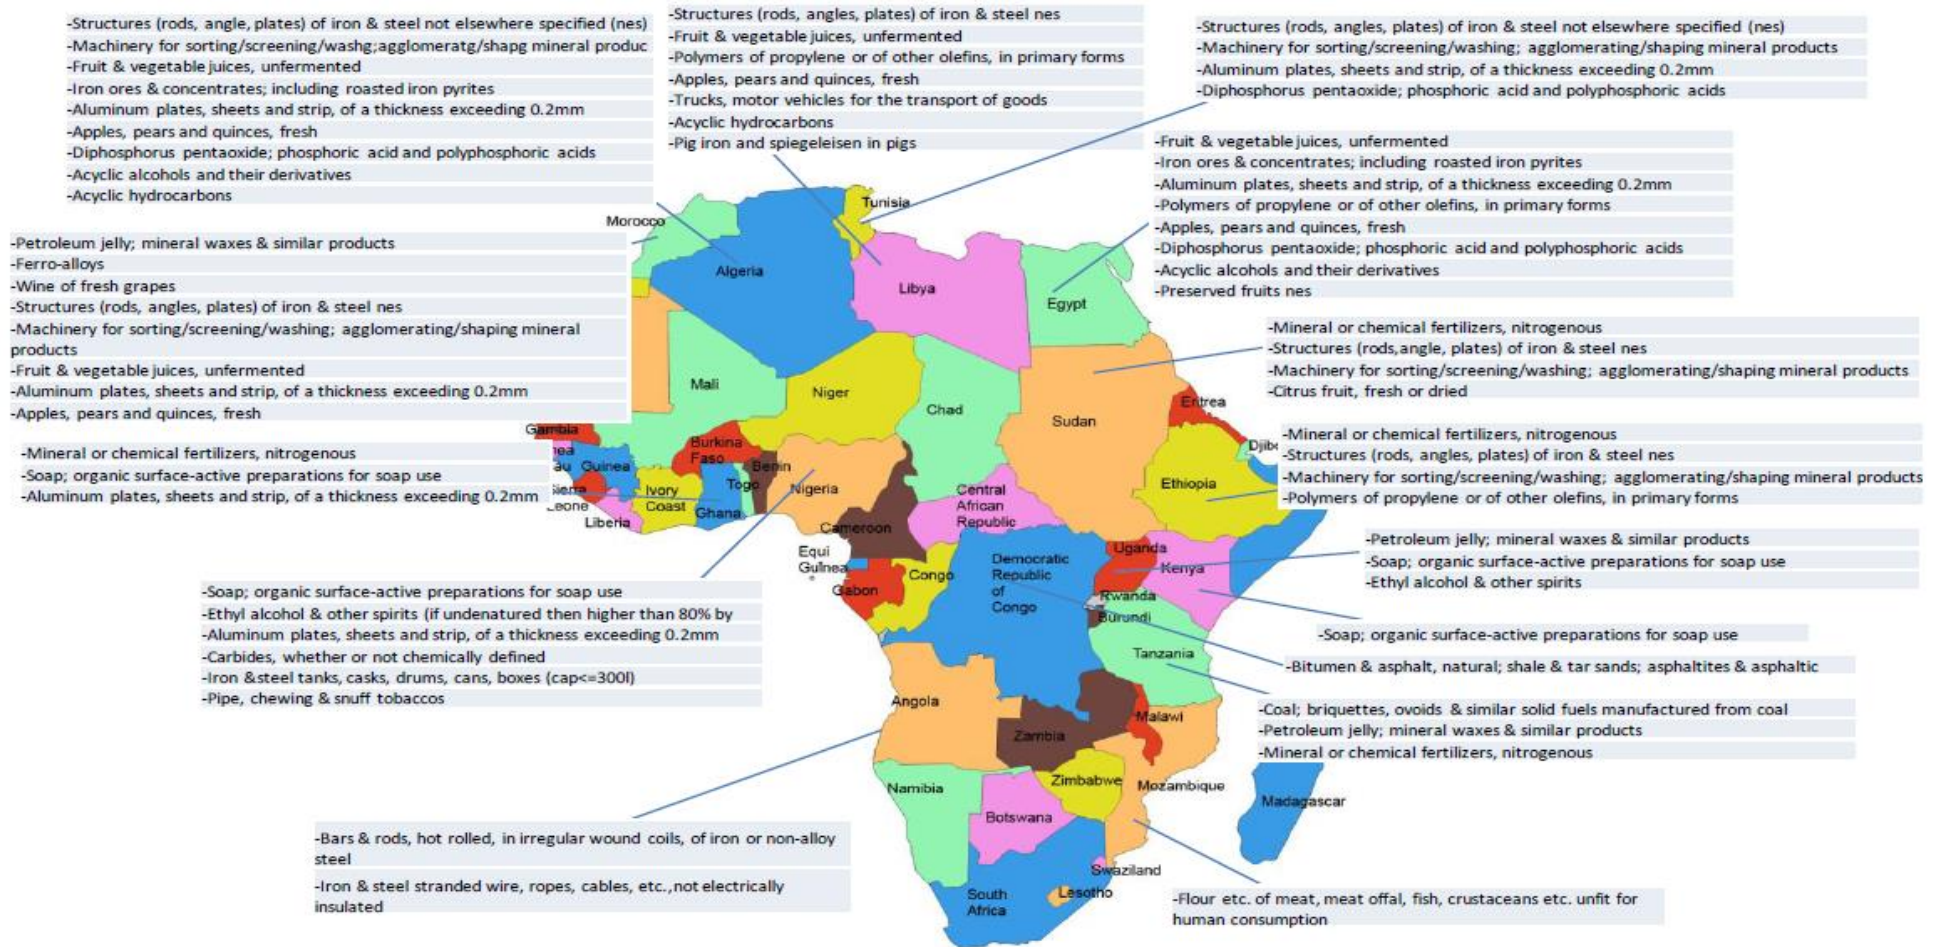 -Structures (rods, angle, plates) of iron & steel not elsewhere specified (nes)
-Machinery for sorting/screening/washg;agglomeratg/shapg mineral produc
-Fruit & vegetable juices, unfermented
-Iron ores & concentrates; including roasted iron pyrites
-Aluminum plates, sheets and strip, of a thickness exceeding 0.2mm
-Apples, pears and quinces, fresh
-Diphosphorus pentaoxide; phosphoric acid and polyphosphoric acids
-Acyclic alcohols and their derivatives
-Acyclic hydrocarbons
-Structures (rods, angles, plates) of iron & steel nes
-Fruit & vegetable juices, unfermented
-Polymers of propylene or of other olefins, in primary forms
-Apples, pears and quinces, fresh
-Trucks, motor vehicles for the transport of goods
-Acyclic hydrocarbons
-Pig iron and spiegeleisen in pigs
-Structures (rods, angles, plates) of iron & steel not elsewhere specified (nes)
-Machinery for sorting/screening/washing; agglomerating/shaping mineral products
-Aluminum plates, sheets and strip, of a thickness exceeding 0.2mm
-Diphosphorus pentaoxide; phosphoric acid and polyphosphoric acids
-Fruit & vegetable juices, unfermented
-Iron ores & concentrates; including roasted iron pyrites
-Aluminum plates, sheets and strip, of a thickness exceeding 0.2mm
-Polymers of propylene or of other olefins, in primary forms
-Apples, pears and quinces, fresh
-Diphosphorus pentaoxide; phosphoric acid and polyphosphoric acids
-Acyclic alcohols and their derivatives
-Preserved fruits nes
-Petroleum jelly; mineral waxes & similar products
-Ferro-alloys
-Wine of fresh grapes
-Structures (rods, angles, plates) of iron & steel nes
-Machinery for sorting/screening/washing; agglomerating/shaping mineral
products
-Fruit & vegetable juices, unfermented
-Aluminum plates, sheets and strip, of a thickness exceeding 0.2mm
-Apples, pears and quinces, fresh
-Mineral or chemical fertilizers, nitrogenous
-Structures (rods,angle, plates) of iron & steel nes
-Machinery for sorting/screening/washing; agglomerating/shaping mineral products
-Citrus fruit, fresh or dried
-Mineral or chemical fertilizers, nitrogenous
-Soap; organic surface-active preparations for soap use
-Aluminum plates, sheets and strip, of a thickness exceeding 0.2mm
-Mineral or chemical fertilizers, nitrogenous
-Structures (rods, angles, plates) of iron & steel nes
-Machinery for sorting/screening/washing; agglomerating/shaping mineral products
-Polymers of propylene or of other olefins, in primary forms
-Petroleum jelly; mineral waxes & similar products
-Soap; organic surface-active preparations for soap use
-Ethyl alcohol & other spirits
-Soap; organic surface-active preparations for soap use
-Ethyl alcohol & other spirits (if undenatured then higher than 80% by
-Aluminum plates, sheets and strip, of a thickness exceeding 0.2mm
-Carbides, whether or not chemically defined
-Iron &steel tanks, casks, drums, cans, boxes (cap<=300l)
-Pipe, chewing & snuff tobaccos
-Soap; organic surface-active preparations for soap use
-Bitumen & asphalt, natural; shale & tar sands; asphaltites & asphaltic
-Coal; briquettes, ovoids & similar solid fuels manufactured from coal
-Petroleum jelly; mineral waxes & similar products
-Mineral or chemical fertilizers, nitrogenous
-Bars & rods, hot rolled, in irregular wound coils, of iron or non-alloy
steel
-Iron & steel stranded wire, ropes, cables, etc.,not electrically
insulated
-Flour etc. of meat, meat offal, fish, crustaceans etc. unfit for
human consumption
Tunisia
Morocco
Algeria
Libya
Egypt
Mali
Niger
Chad
Sudan
Eritrea
Gambia
Burkina
Faso
Djib
Guinea
Benin
Togo
Nigeria
Ivory
Coast
Ghana
Leone
Liberia
Central
African
Republic
Ethiopia
Cameroon
Equi
Guinea
Gabon
Congo
Democratic
Republic
of
Congo
Uganda
Kenya
Rwanda
Burundi
Tanzania
Angola
Zambia
Malawi
Namibia
Zimbabwe
Mozambique
Botswana
Madagascar
Swaziland
South
Africa
Lesotho